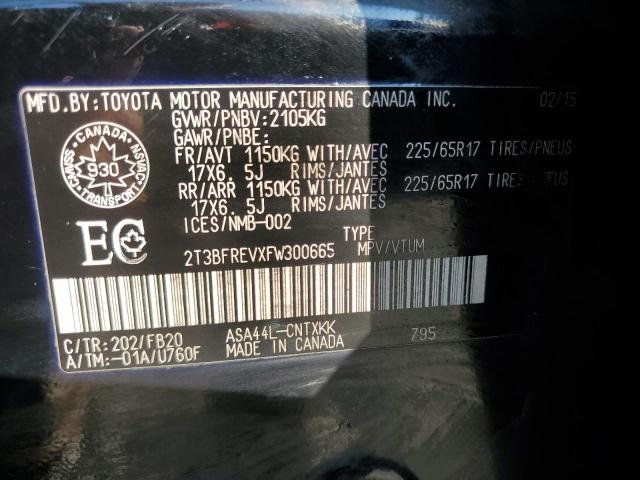 MFD.BY:TOYOTA MOTOR MANUFACTURING CANADA INC. 02/15
GVWR/PNBV:2105KG
GAWR/PNBE:
FR/AVT 1150KG WITH/AVEC 225/65R17 TIRES/PNEUS
17X6.5J RIMS/JANTES
RR/ARR 1150KG WITH/AVEC 225/65R17
17X6.5J RIMS/JANTES
ICES/NMB-002
CANADA
930
TRANSPORT
CMVSS
NSVAC
EC
TYPE
2T3BFREVXFW300665 MPV/VTUM
C/TR:202/FB20 ASA44L-CNTXKK 795
A/TM:-01A/U760F MADE IN CANADA